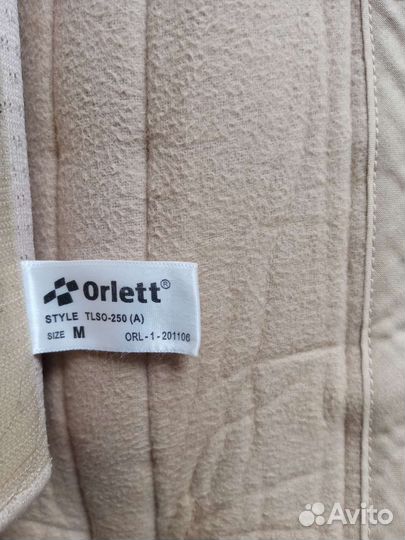 Orlett®
STYLE TLSO-250 (A)
SIZE M ORL-1-201106
Avito